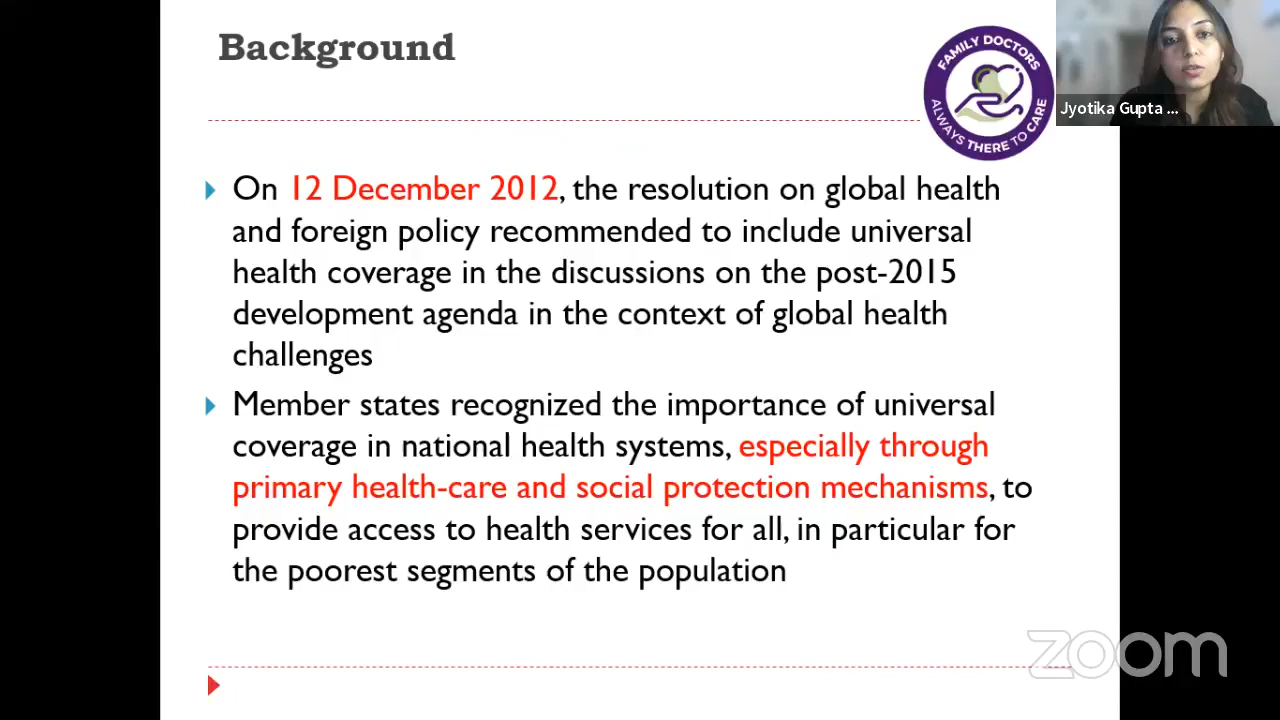 Background
FAMILY DOCTORS
ALWAYS THERE TO CARE
Jyotika Gupta ...
On 12 December 2012, the resolution on global health
and foreign policy recommended to include universal
health coverage in the discussions on the post-2015
development agenda in the context of global health
challenges
Member states recognized the importance of universal
coverage in national health systems, especially through
primary health-care and social protection mechanisms, to
provide access to health services for all, in particular for
the poorest segments of the population
zoom